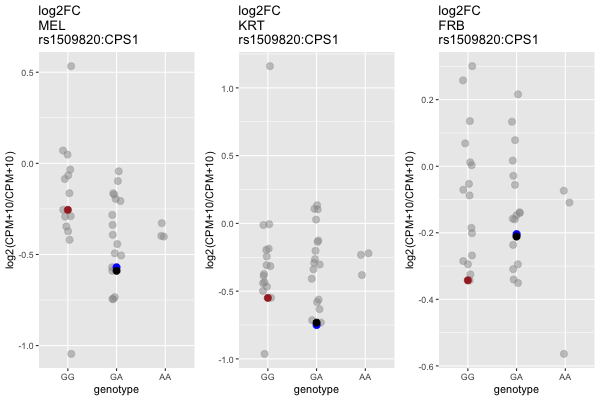 log2FC
MEL
rs1509820:CPS1
log2(CPM+10/CPM+10)
0.5
0.0
-0.5
-1.0
GG GA AA
genotype
log2FC
KRT
rs1509820:CPS1
log2(CPM+10/CPM+10)
1.0
0.5
0.0
-0.5
-1.0
GG GA AA
genotype
log2FC
FRB
rs1509820:CPS1
log2(CPM+10/CPM+10)
0.2
0.0
-0.2
-0.4
-0.6
GG GA AA
genotype